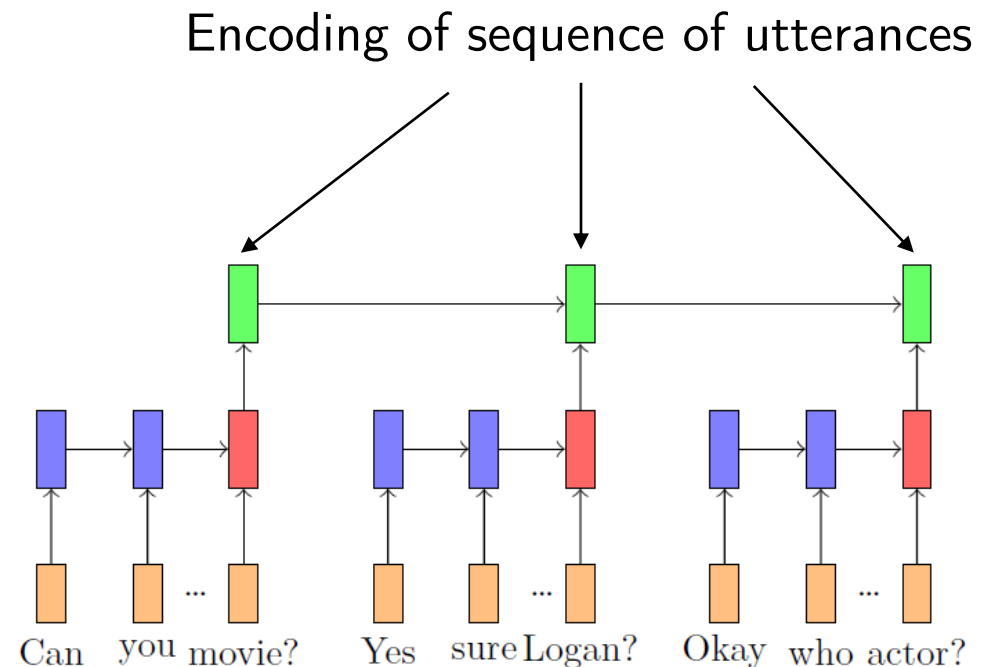 Encoding of sequence of utterances
... ... ...
Can you movie? Yes sure Logan? Okay who actor?